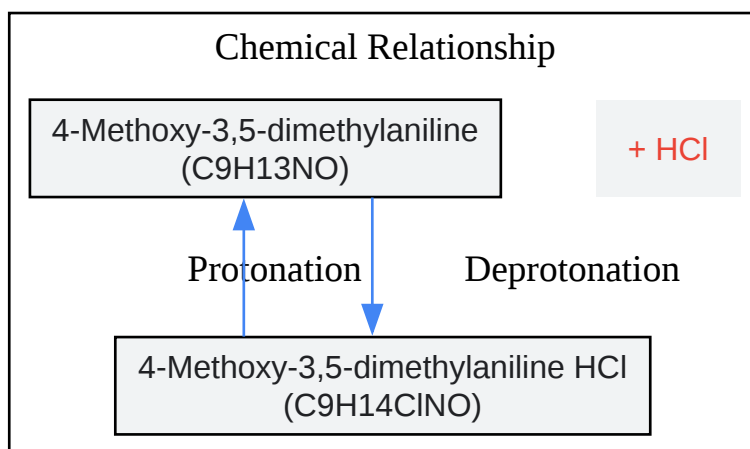 Chemical Relationship
4-Methoxy-3,5-dimethylaniline
(C9H13NO)
+ HCl
Protonation
Deprotonation
4-Methoxy-3,5-dimethylaniline HCl
(C9H14ClNO)